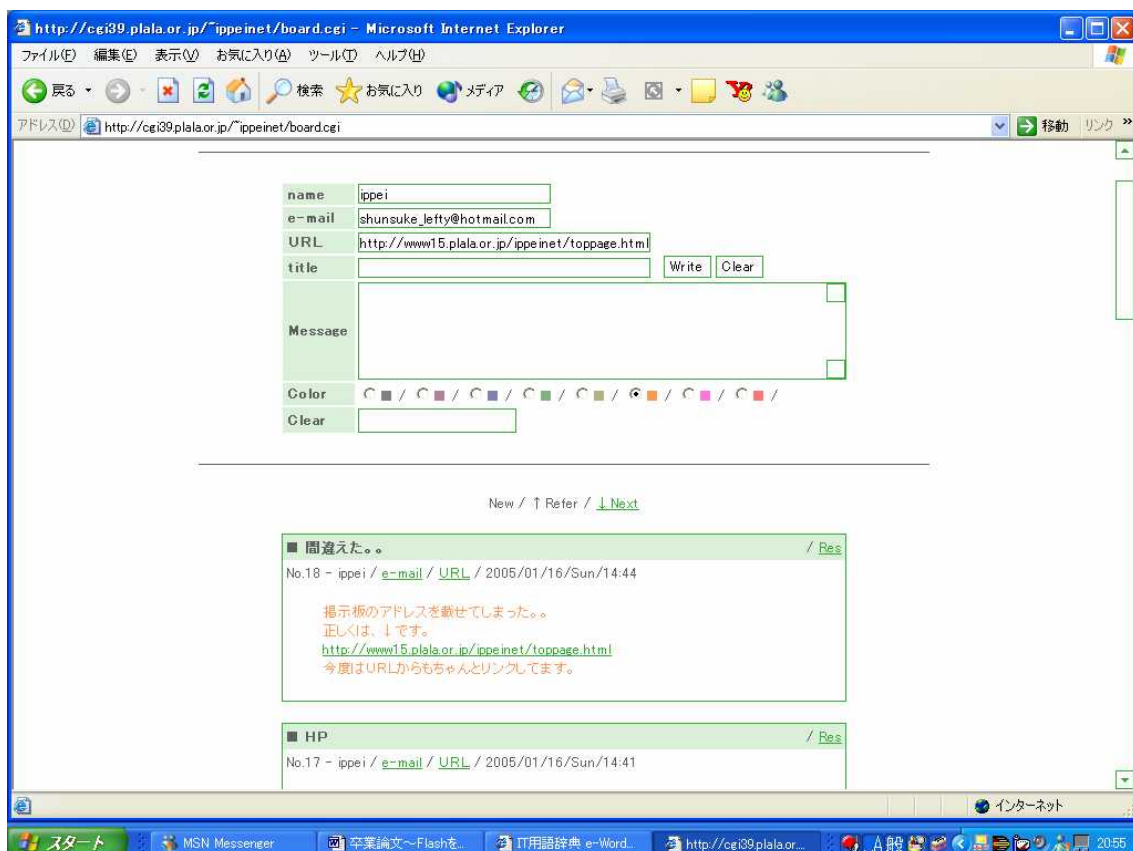 http://cgi39.plala.or.jp/~ippeinet/board.cgi - Microsoft Internet Explorer
ファイル(F) 編集(E) 表示(V) お気に入り(A) ツール(T) ヘルプ(H)
戻る 検索 お気に入り メディア
アドレス(D) http://cgi39.plala.or.jp/~ippeinet/board.cgi 移動 リンク »
name ippei
e-mail shunsuke_lefty@hotmail.com
URL http://www15.plala.or.jp/ippeinet/toppage.html
title Write Clear
Message
Color ■ / ■ / ■ / ■ / ■ / ■ / ■ / ■ /
Clear
New / ↑ Refer / ↓ Next
■ 間違えた。。 / Res
No.18 - ippei / e-mail / URL / 2005/01/16/Sun/14:44
掲示板のアドレスを載せてしまった。。
正しくは、↓です。
http://www15.plala.or.jp/ippeinet/toppage.html
今度はURLからもちゃんとリンクしてます。
■ HP / Res
No.17 - ippei / e-mail / URL / 2005/01/16/Sun/14:41
インターネット
スタート MSN Messenger 卒業論文～Flashを... IT用語辞典 e-Word... http://cgi39.plala.or... A 般 20:55